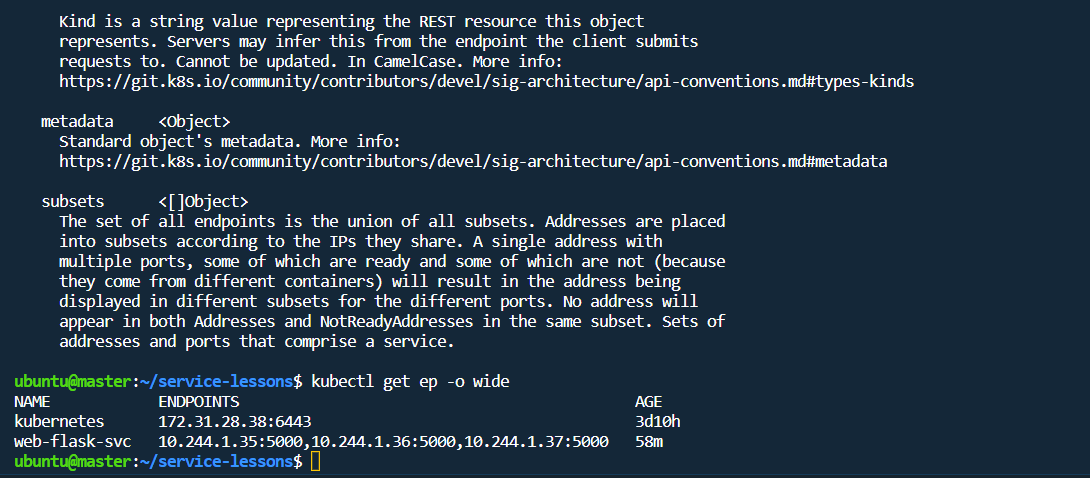 Kind is a string value representing the REST resource this object
represents. Servers may infer this from the endpoint the client submits
requests to. Cannot be updated. In CamelCase. More info:
https://git.k8s.io/community/contributors/devel/sig-architecture/api-conventions.md#types-kinds
metadata <Object>
Standard object's metadata. More info:
https://git.k8s.io/community/contributors/devel/sig-architecture/api-conventions.md#metadata
subsets <[]Object>
The set of all endpoints is the union of all subsets. Addresses are placed
into subsets according to the IPs they share. A single address with
multiple ports, some of which are ready and some of which are not (because
they come from different containers) will result in the address being
displayed in different subsets for the different ports. No address will
appear in both Addresses and NotReadyAddresses in the same subset. Sets of
addresses and ports that comprise a service.
ubuntu@master:~/service-lessons$ kubectl get ep -o wide
NAME ENDPOINTS AGE
kubernetes 172.31.28.38:6443 3d10h
web-flask-svc 10.244.1.35:5000,10.244.1.36:5000,10.244.1.37:5000 58m
ubuntu@master:~/service-lessons$